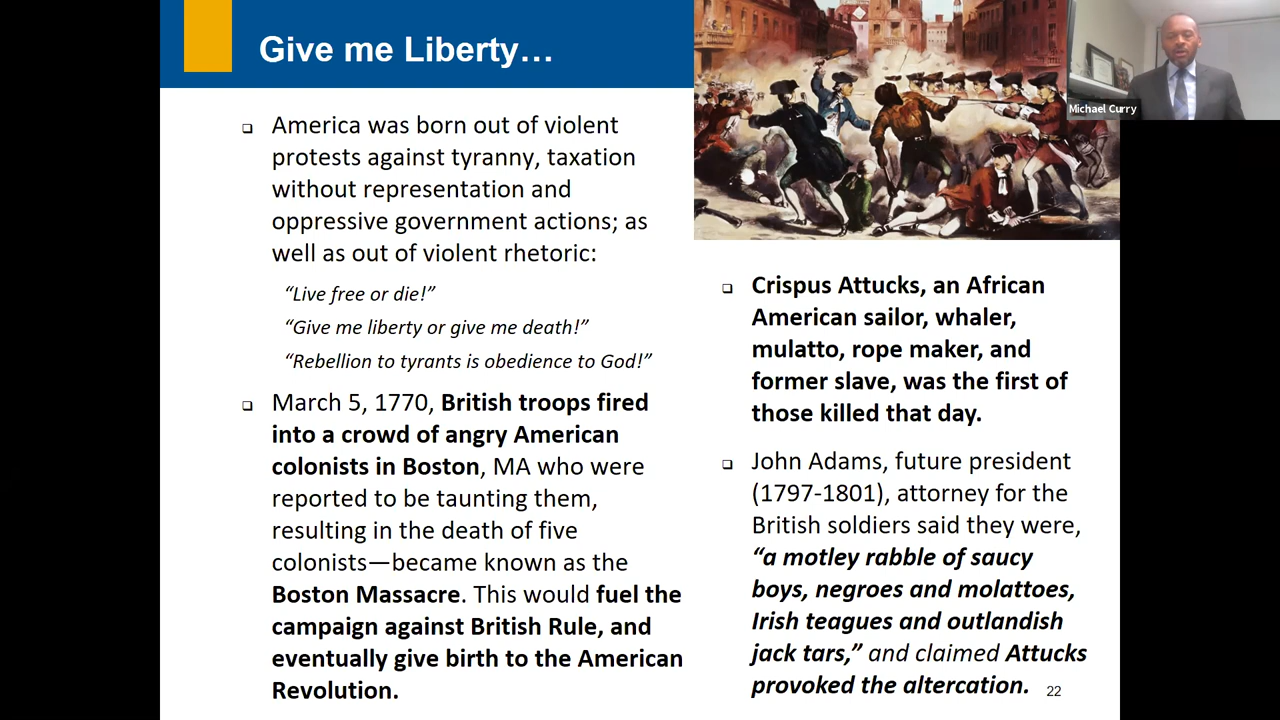 Give me Liberty…
America was born out of violent
protests against tyranny, taxation
without representation and
oppressive government actions; as
well as out of violent rhetoric:
“Live free or die!”
“Give me liberty or give me death!”
“Rebellion to tyrants is obedience to God!”
March 5, 1770, British troops fired
into a crowd of angry American
colonists in Boston, MA who were
reported to be taunting them,
resulting in the death of five
colonists—became known as the
Boston Massacre. This would fuel the
campaign against British Rule, and
eventually give birth to the American
Revolution.
Michael Curry
Crispus Attucks, an African
American sailor, whaler,
mulatto, rope maker, and
former slave, was the first of
those killed that day.
John Adams, future president
(1797-1801), attorney for the
British soldiers said they were,
“a motley rabble of saucy
boys, negroes and molattoes,
Irish teagues and outlandish
jack tars,” and claimed Attucks
provoked the altercation.
22